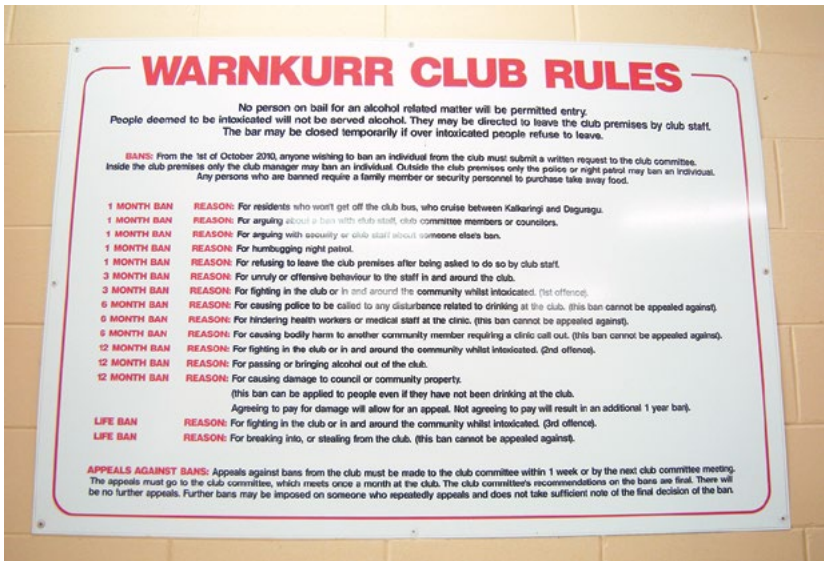 WARNKURR CLUB RULES
No person on bail for an alcohol related matter will be permitted entry.
People deemed to be intoxicated will not be served alcohol. They may be directed to leave the club premises by club staff.
The bar may be closed temporarily if over intoxicated people refuse to leave.
BANS: From the 1st of October 2010, anyone wishing to ban an individual from the club must submit a written request to the club committee.
Inside the club premises only the club manager may ban an individual. Outside the club premises only the police or night patrol may ban an individual.
Any persons who are banned require a family member or security personnel to purchase take away food.
1 MONTH BAN REASON: For residents who won't get off the club bus, who cruise between Kalkaringi and Daguragu.
1 MONTH BAN REASON: For arguing about a ban with club staff, club committee members or councilors.
1 MONTH BAN REASON: For arguing with security or club staff about someone else's ban.
1 MONTH BAN REASON: For humbugging night patrol.
1 MONTH BAN REASON: For refusing to leave the club premises after being asked to do so by club staff.
3 MONTH BAN REASON: For unruly or offensive behaviour to the staff in and around the club.
3 MONTH BAN REASON: For fighting in the club or in and around the community whilst intoxicated. (1st offence).
6 MONTH BAN REASON: For causing police to be called to any disturbance related to drinking at the club. (this ban cannot be appealed against).
6 MONTH BAN REASON: For hindering health workers or medical staff at the clinic. (this ban cannot be appealed against).
6 MONTH BAN REASON: For causing bodily harm to another community member requiring a clinic call out. (this ban cannot be appealed against).
12 MONTH BAN REASON: For fighting in the club or in and around the community whilst intoxicated. (2nd offence).
12 MONTH BAN REASON: For passing or bringing alcohol out of the club.
12 MONTH BAN REASON: For causing damage to council or community property.
(this ban can be applied to people even if they have not been drinking at the club.
Agreeing to pay for damage will allow for an appeal. Not agreeing to pay will result in an additional 1 year ban).
LIFE BAN REASON: For fighting in the club or in and around the community whilst intoxicated. (3rd offence).
LIFE BAN REASON: For breaking into, or stealing from the club. (this ban cannot be appealed against).
APPEALS AGAINST BANS: Appeals against bans from the club must be made to the club committee within 1 week or by the next club committee meeting.
The appeals must go to the club committee, which meets once a month at the club. The club committee's recommendations on the bans are final. There will
be no further appeals. Further bans may be imposed on someone who repeatedly appeals and does not take sufficient note of the final decision of the ban.